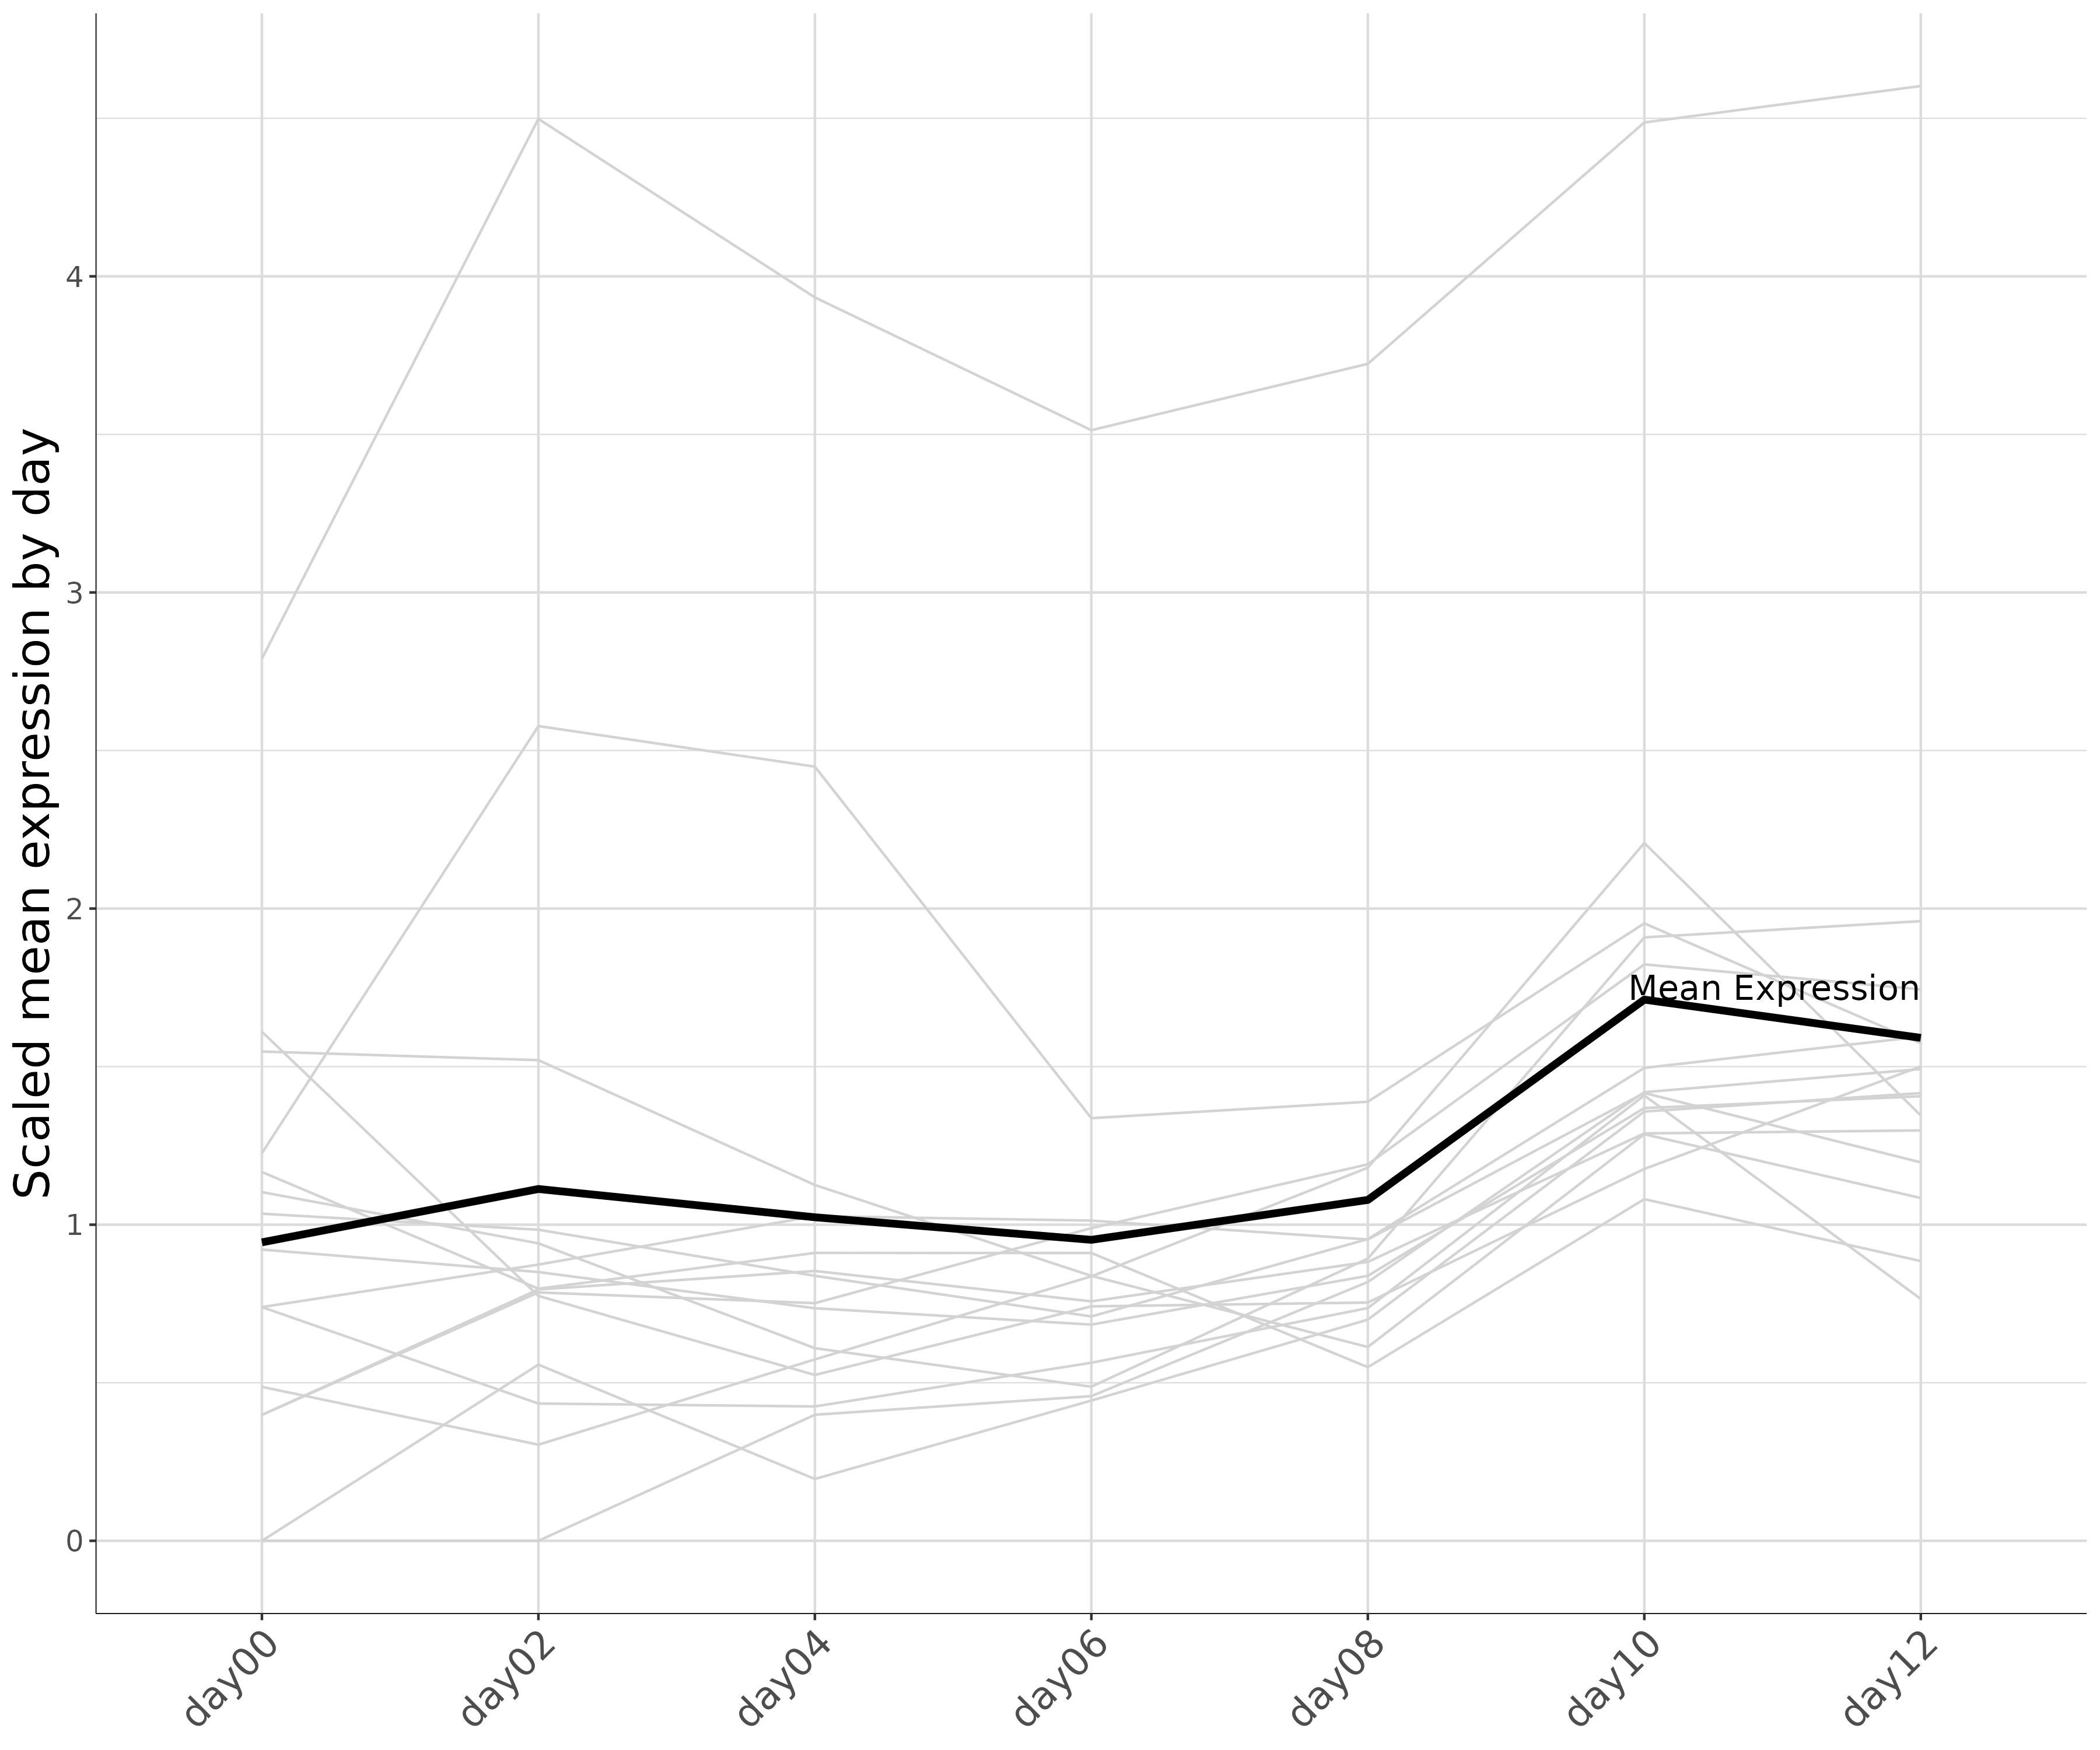 Scaled mean expression by day
4
3
2
1
0
Mean Expression
day00
day02
day04
day06
day08
day10
day12